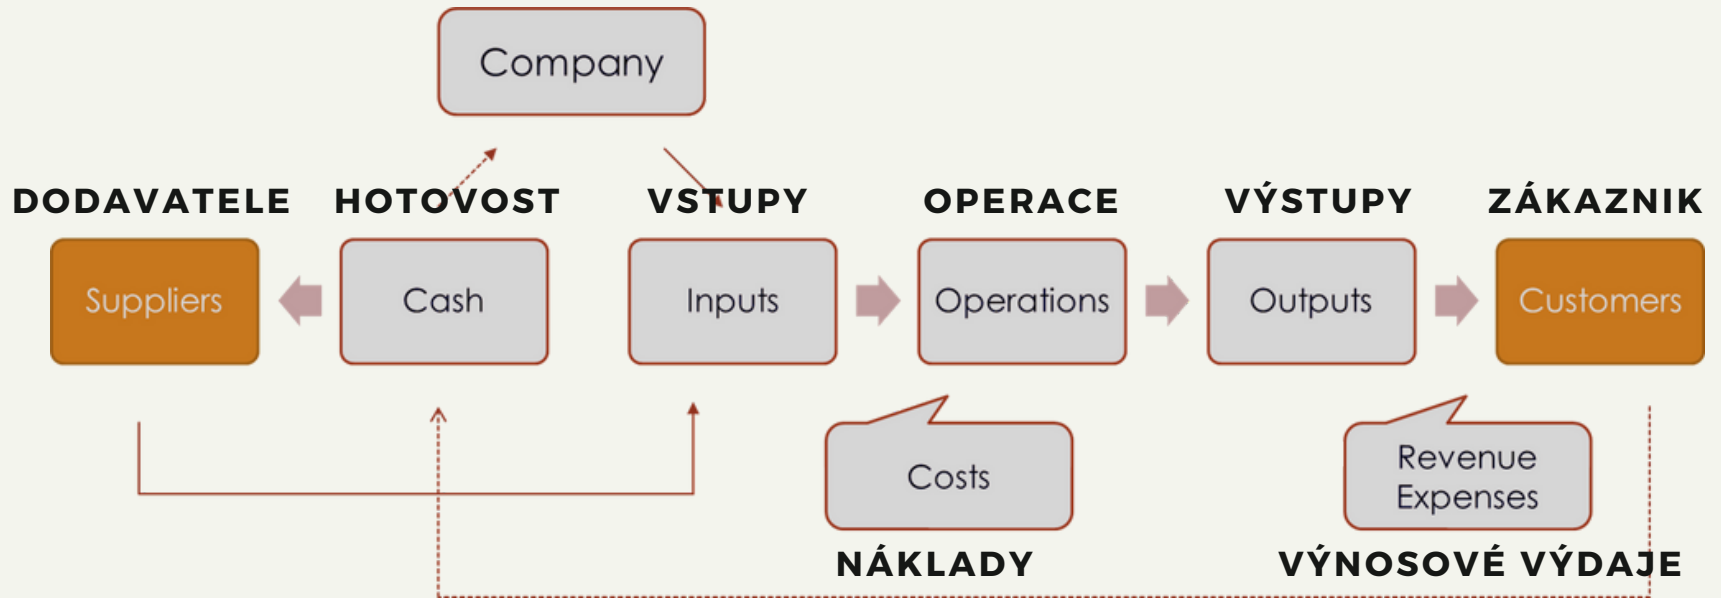 Company
DODAVATELE HOTOVOST VSTUPY OPERACE VÝSTUPY ZÁKAZNIK
Suppliers Cash Inputs Operations Outputs Customers
Costs
Revenue
Expenses
NÁKLADY VÝNOSOVÉ VÝDAJE